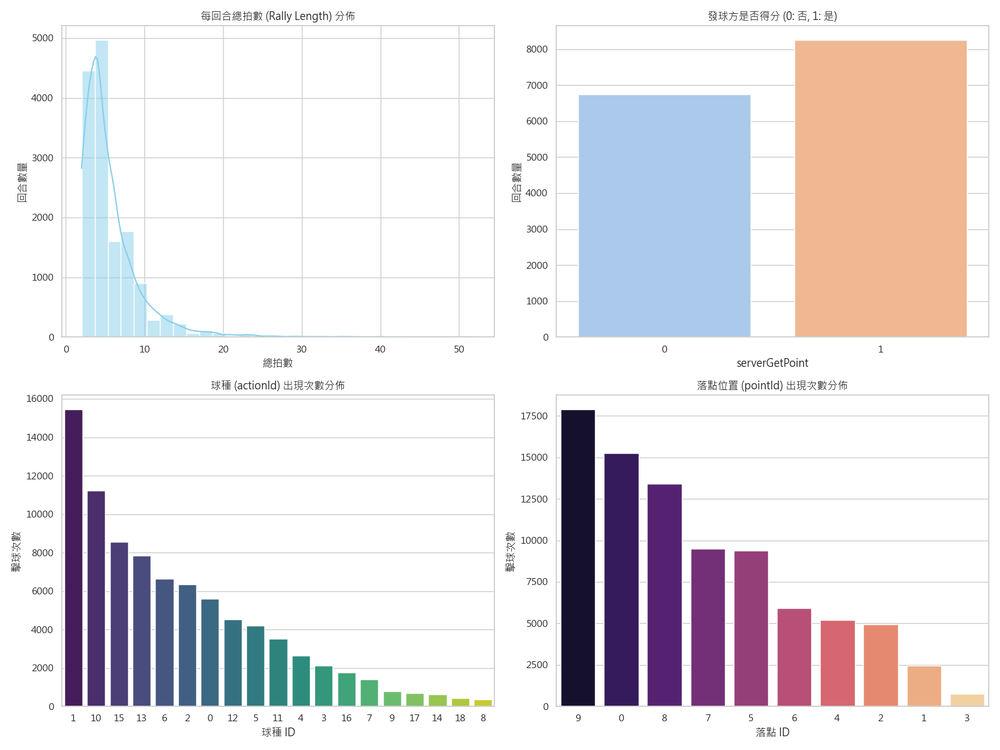 每回合總拍數 (Rally Length) 分佈
回合數量
5000
4000
3000
2000
1000
0
0 10 20 30 40 50
總拍數
發球方是否得分 (0: 否, 1: 是)
回合數量
8000
7000
6000
5000
4000
3000
2000
1000
0
0 1
serverGetPoint
球種 (actionId) 出現次數分佈
擊球次數
16000
14000
12000
10000
8000
6000
4000
2000
0
1 10 15 13 6 2 0 12 5 11 4 3 16 7 9 17 14 18 8
球種 ID
落點位置 (pointId) 出現次數分佈
擊球次數
17500
15000
12500
10000
7500
5000
2500
0
9 0 8 7 5 6 4 2 1 3
落點 ID